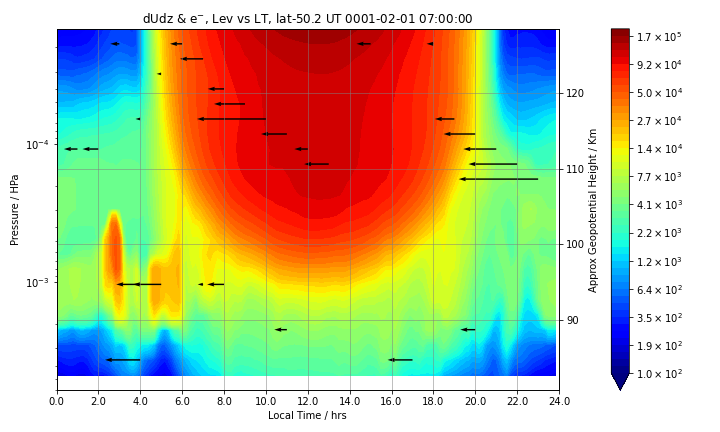 dUdz & e⁻, Lev vs LT, lat-50.2 UT 0001-02-01 07:00:00
Pressure / HPa
10⁻⁴
10⁻³
120
110
100
90
Approx Geopotential Height / Km
0.0 2.0 4.0 6.0 8.0 10.0 12.0 14.0 16.0 18.0 20.0 22.0 24.0
Local Time / hrs
1.7 × 10⁵
9.2 × 10⁴
5.0 × 10⁴
2.7 × 10⁴
1.4 × 10⁴
7.7 × 10³
4.1 × 10³
2.2 × 10³
1.2 × 10³
6.6 × 10²
3.5 × 10²
1.9 × 10²
1.0 × 10²